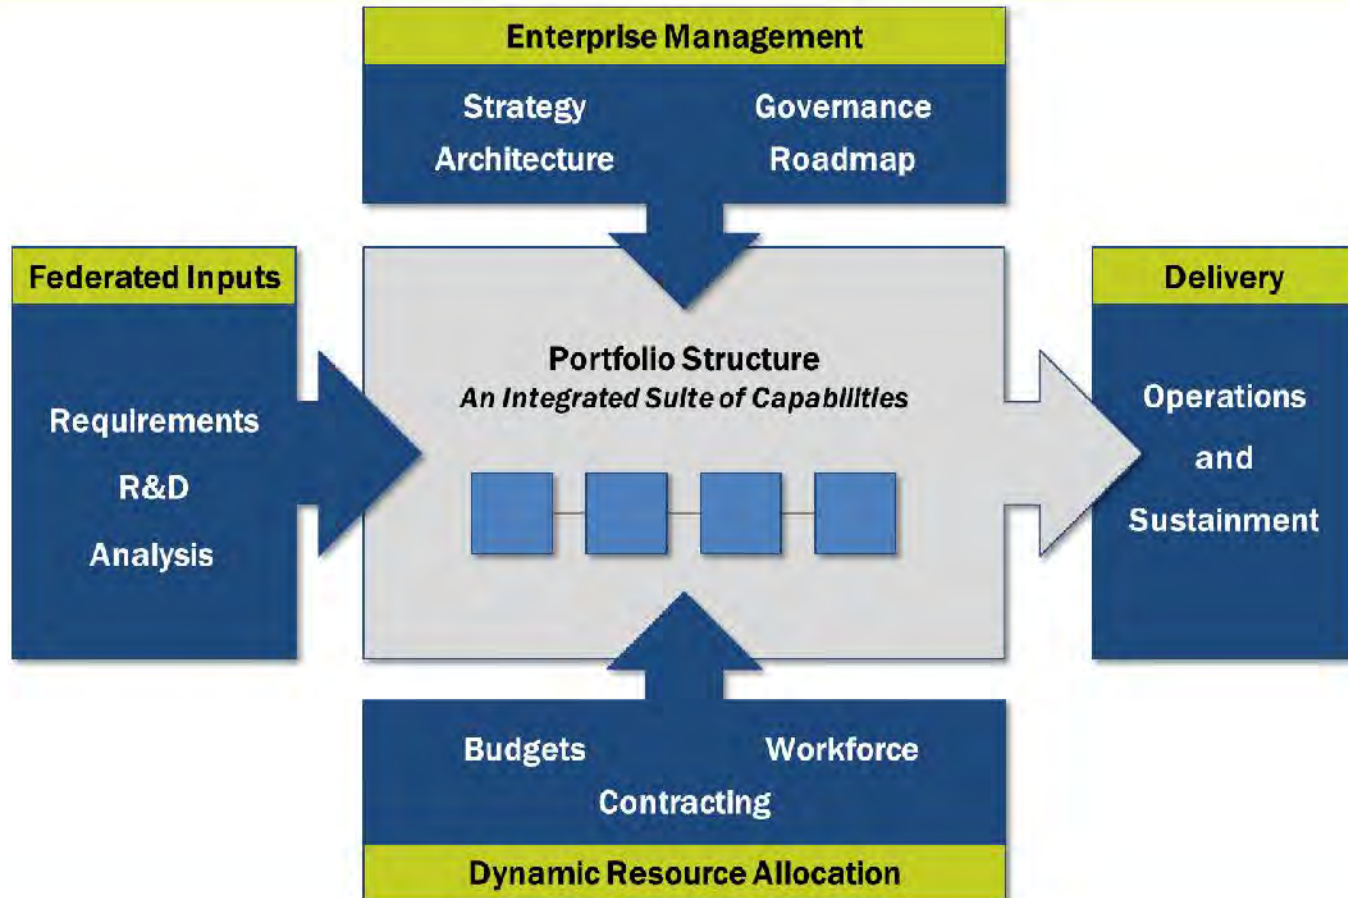 Enterprise Management
Strategy
Governance
Architecture
Roadmap
Federated Inputs
Requirements
R&D
Analysis
Portfolio Structure
An Integrated Suite of Capabilities
Delivery
Operations
and
Sustainment
Budgets
Workforce
Contracting
Dynamic Resource Allocation